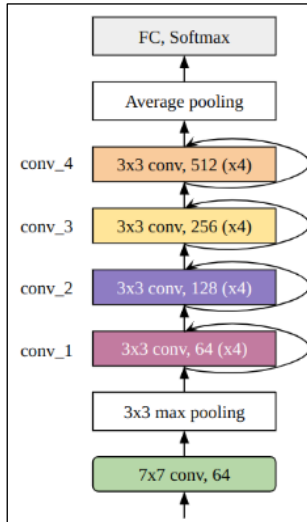 FC, Softmax
Average pooling
conv_4 3x3 conv, 512 (x4)
conv_3 3x3 conv, 256 (x4)
conv_2 3x3 conv, 128 (x4)
conv_1 3x3 conv, 64 (x4)
3x3 max pooling
7x7 conv, 64